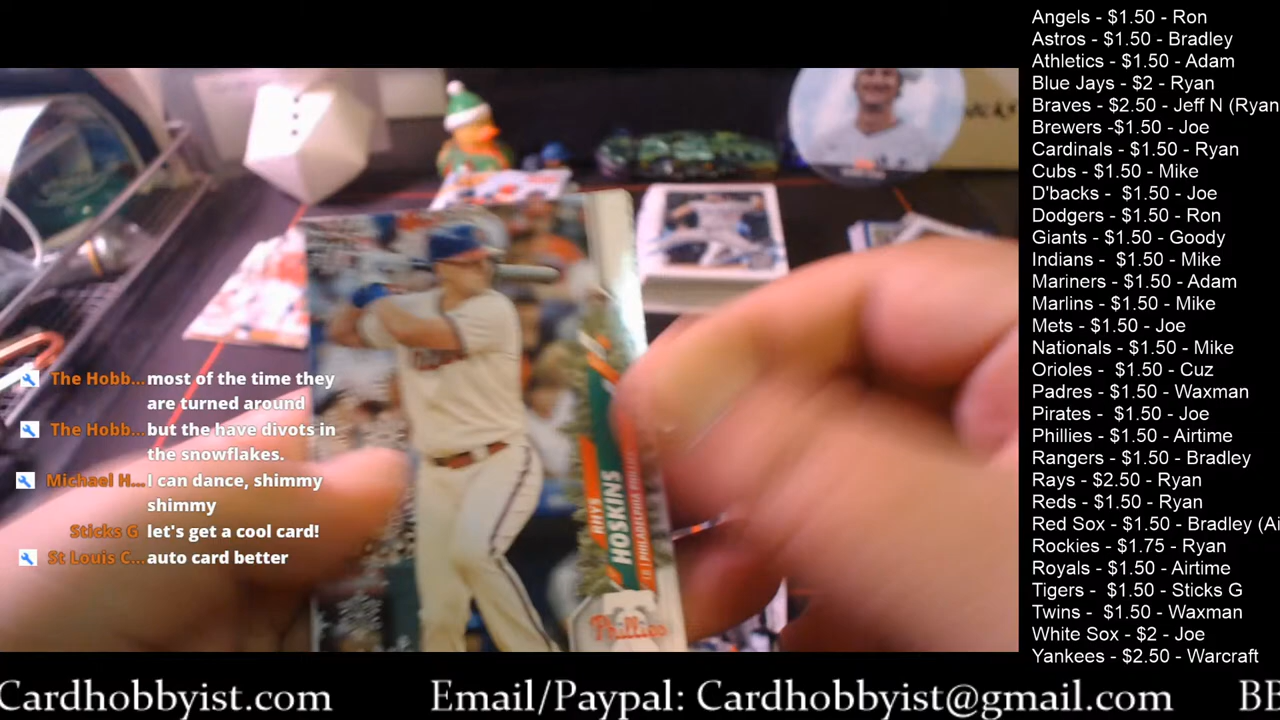 Angels - $1.50 - Ron
Astros - $1.50 - Bradley
Athletics - $1.50 - Adam
Blue Jays - $2 - Ryan
Braves - $2.50 - Jeff N (Ryan
Brewers -$1.50 - Joe
Cardinals - $1.50 - Ryan
Cubs - $1.50 - Mike
D'backs - $1.50 - Joe
Dodgers - $1.50 - Ron
Giants - $1.50 - Goody
Indians - $1.50 - Mike
Mariners - $1.50 - Adam
Marlins - $1.50 - Mike
Mets - $1.50 - Joe
Nationals - $1.50 - Mike
Orioles - $1.50 - Cuz
Padres - $1.50 - Waxman
Pirates - $1.50 - Joe
Phillies - $1.50 - Airtime
Rangers - $1.50 - Bradley
Rays - $2.50 - Ryan
Reds - $1.50 - Ryan
Red Sox - $1.50 - Bradley (Ai
Rockies - $1.75 - Ryan
Royals - $1.50 - Airtime
Tigers - $1.50 - Sticks G
Twins - $1.50 - Waxman
White Sox - $2 - Joe
Yankees - $2.50 - Warcraft
The Hobb... most of the time they
are turned around
The Hobb... but the have divots in
the snowflakes.
Michael H... I can dance, shimmy
shimmy
Sticks G let's get a cool card!
St Louis C... auto card better
RHYS
HOSKINS
1B | PHILADELPHIA PHILLIES
Phillies
Cardhobbyist.com Email/Paypal: Cardhobbyist@gmail.com BB